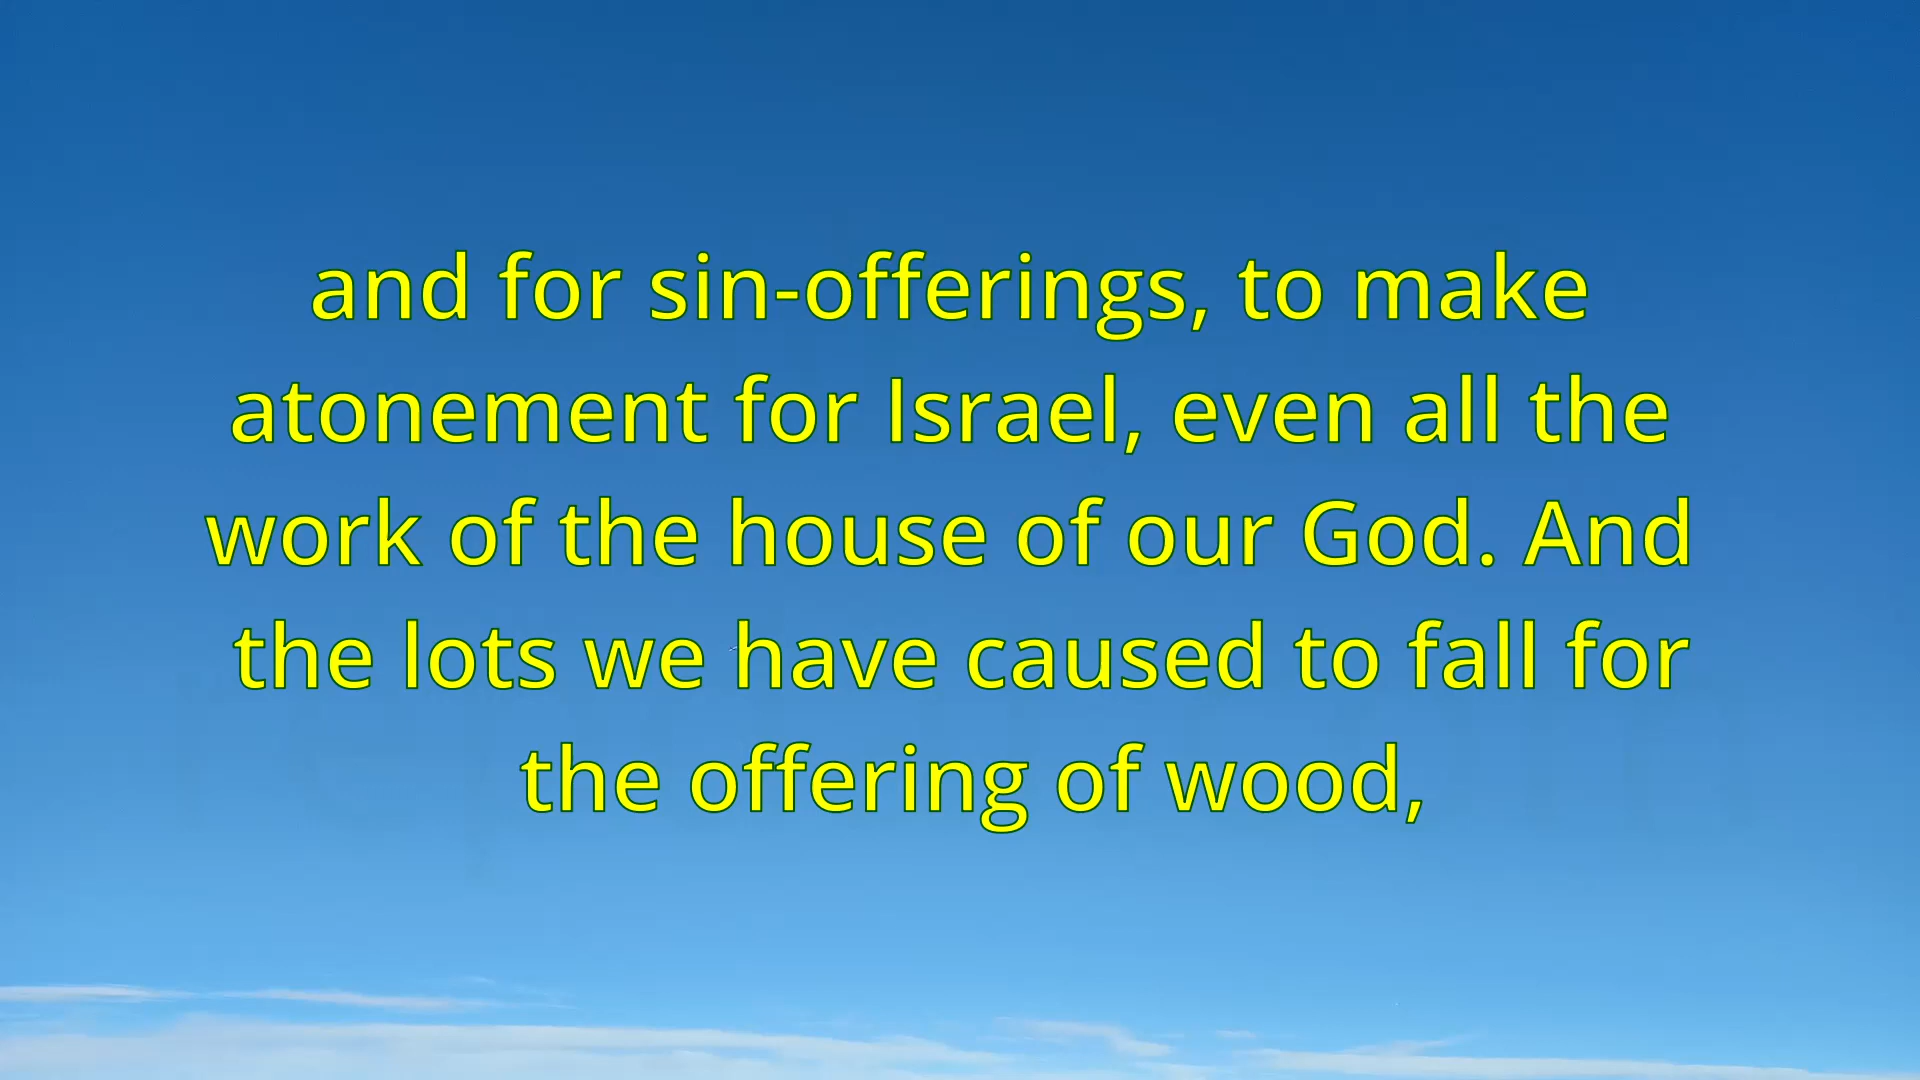 and for sin-offerings, to make
atonement for Israel, even all the
work of the house of our God. And
the lots we have caused to fall for
the offering of wood,